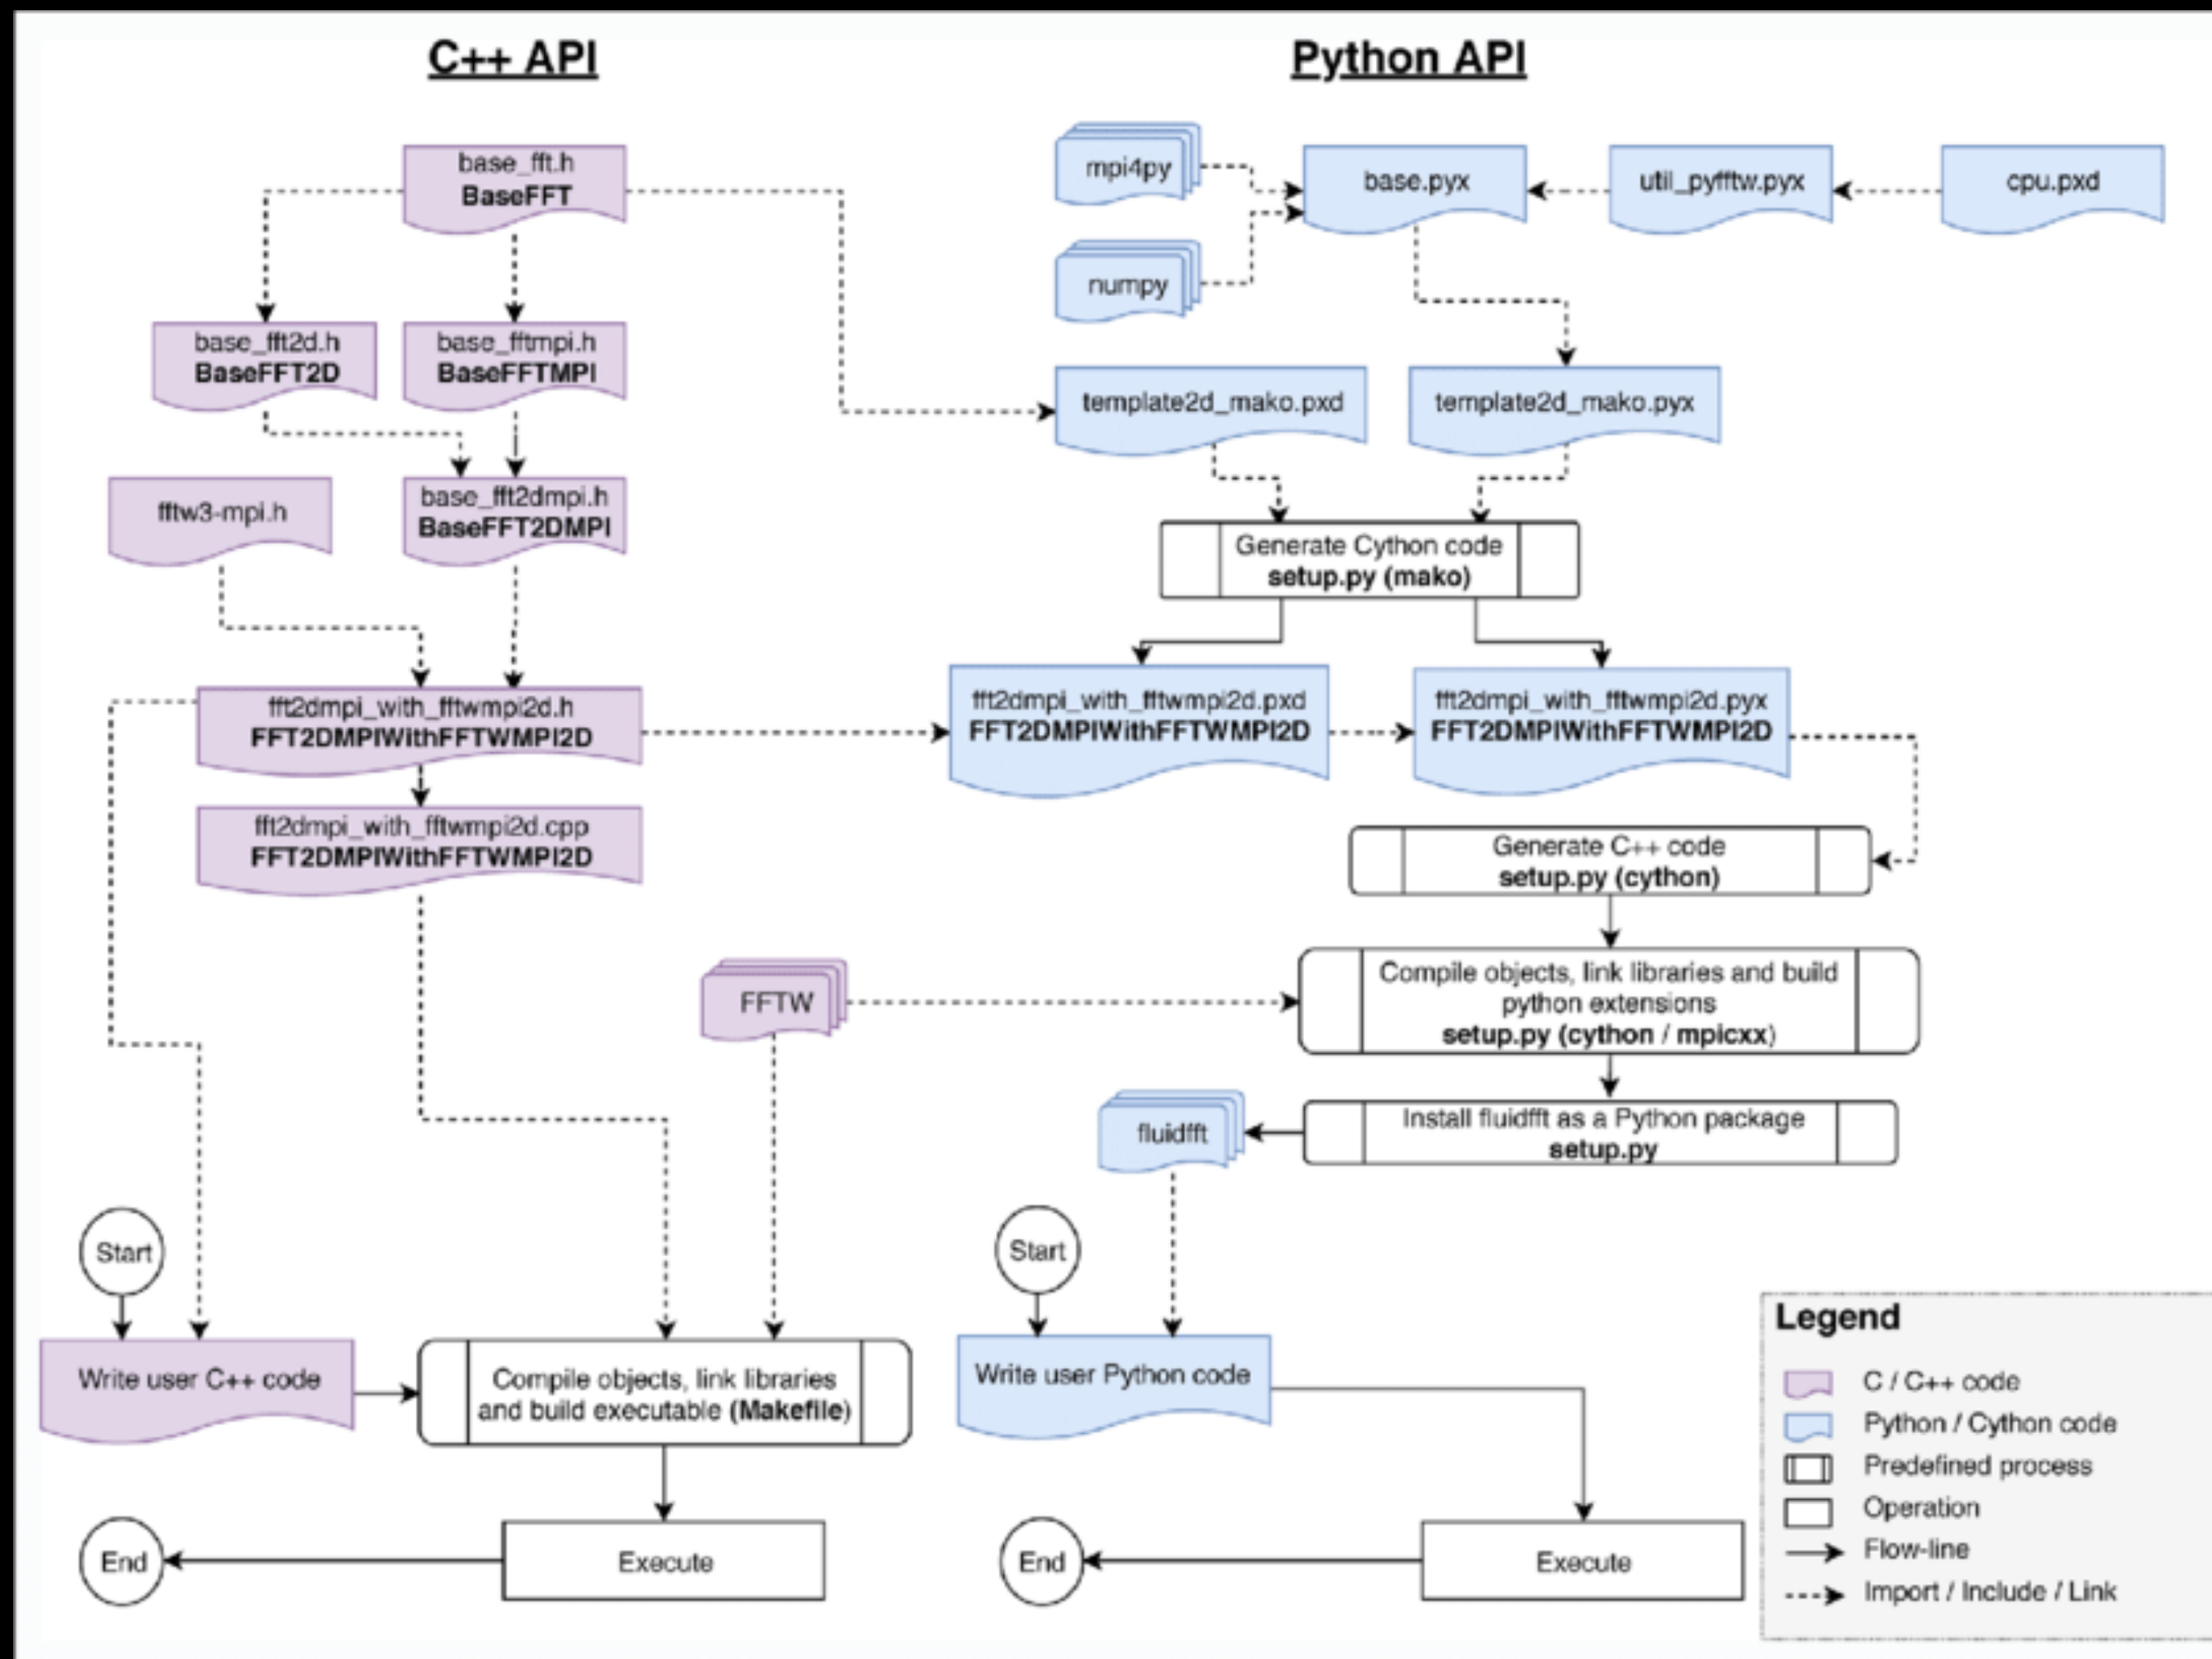 C++ API
base_fft.h
BaseFFT
base_fft2d.h
BaseFFT2D
base_fftmpi.h
BaseFFTMPI
fftw3-mpi.h
base_fft2dmpi.h
BaseFFT2DMPI
fft2dmpi_with_fftwmpi2d.h
FFT2DMPIWithFFTWMPI2D
fft2dmpi_with_fftwmpi2d.cpp
FFT2DMPIWithFFTWMPI2D
FFTW
Start
Write user C++ code
Compile objects, link libraries
and build executable (Makefile)
End
Execute
Python API
mpi4py
base.pyx
util_pyfftw.pyx
cpu.pxd
numpy
template2d_mako.pxd
template2d_mako.pyx
Generate Cython code
setup.py (mako)
fft2dmpi_with_fftwmpi2d.pxd
FFT2DMPIWithFFTWMPI2D
fft2dmpi_with_fftwmpi2d.pyx
FFT2DMPIWithFFTWMPI2D
Generate C++ code
setup.py (cython)
Compile objects, link libraries and build
python extensions
setup.py (cython / mpicxx)
fluidfft
Install fluidfft as a Python package
setup.py
Start
Write user Python code
End
Execute
Legend
C / C++ code
Python / Cython code
Predefined process
Operation
Flow-line
Import / Include / Link